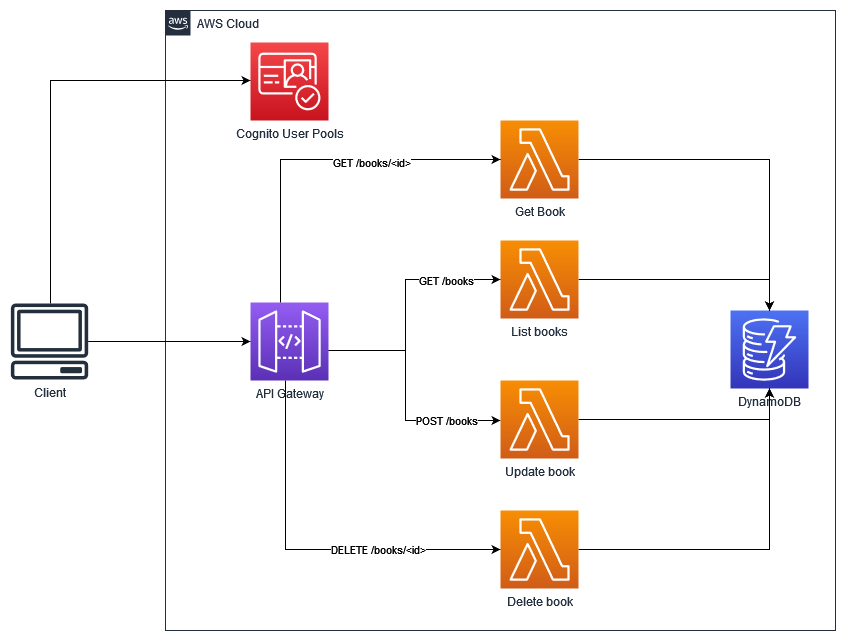 aws
AWS Cloud
Cognito User Pools
GET /books/<id>
Get Book
GET /books
List books
Client
</>
API Gateway
DynamoDB
POST /books
Update book
DELETE /books/<id>
Delete book